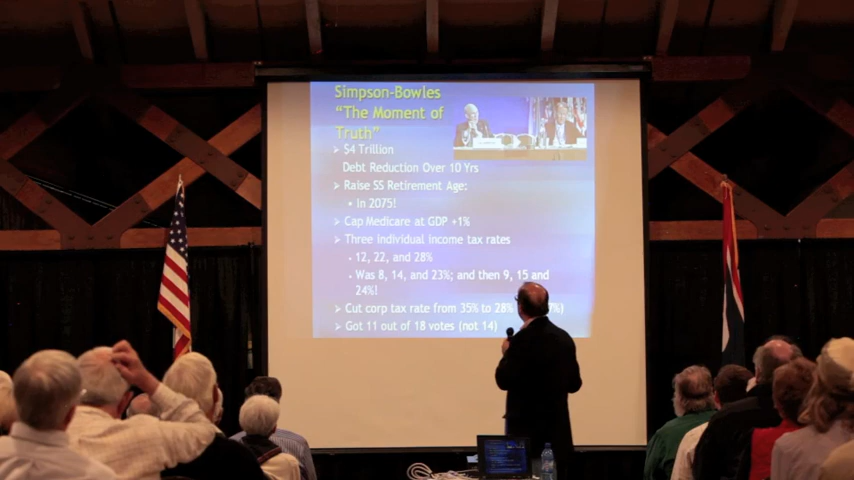 Simpson-Bowles
"The Moment of
Truth"
$4 Trillion
Debt Reduction Over 10 Yrs
Raise SS Retirement Age:
In 2075!
Cap Medicare at GDP +1%
Three individual income tax rates
12, 22, and 28%
Was 8, 14, and 23%; and then 9, 15 and
24%!
Cut corp tax rate from 35% to 28%
Got 11 out of 18 votes (not 14)